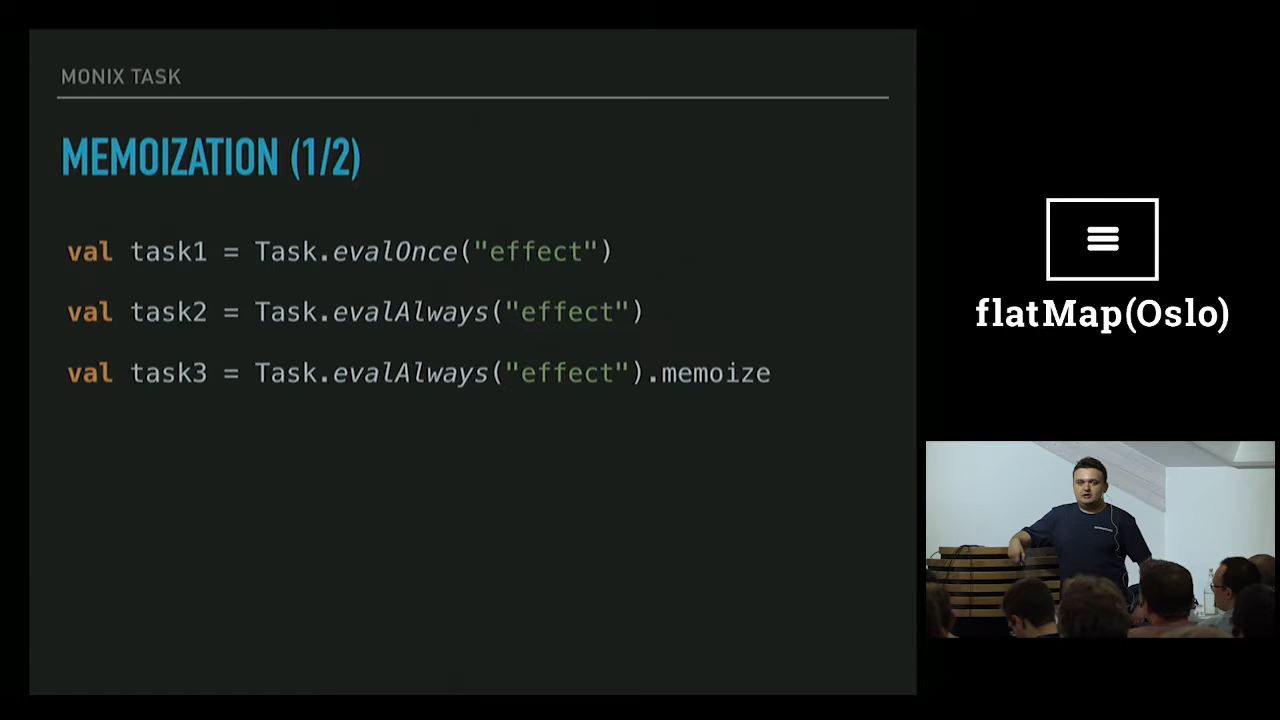 MONIX TASK
MEMOIZATION (1/2)
val task1 = Task.evalOnce("effect")
val task2 = Task.evalAlways("effect")
val task3 = Task.evalAlways("effect").memoize
flatMap(Oslo)